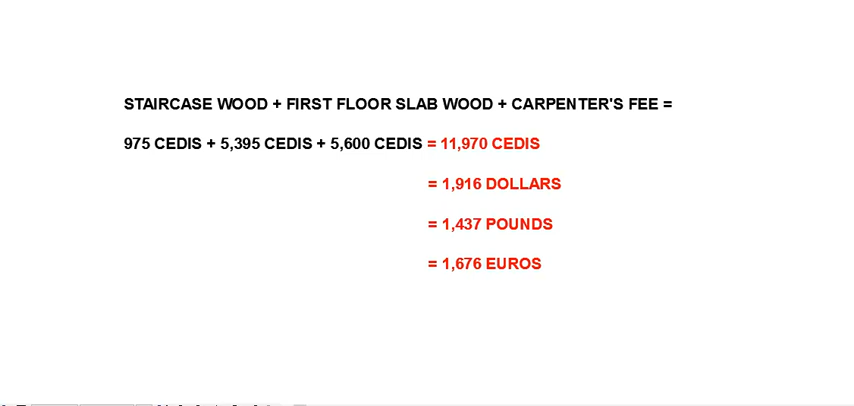 STAIRCASE WOOD + FIRST FLOOR SLAB WOOD + CARPENTER'S FEE =
975 CEDIS + 5,395 CEDIS + 5,600 CEDIS = 11,970 CEDIS
= 1,916 DOLLARS
= 1,437 POUNDS
= 1,676 EUROS